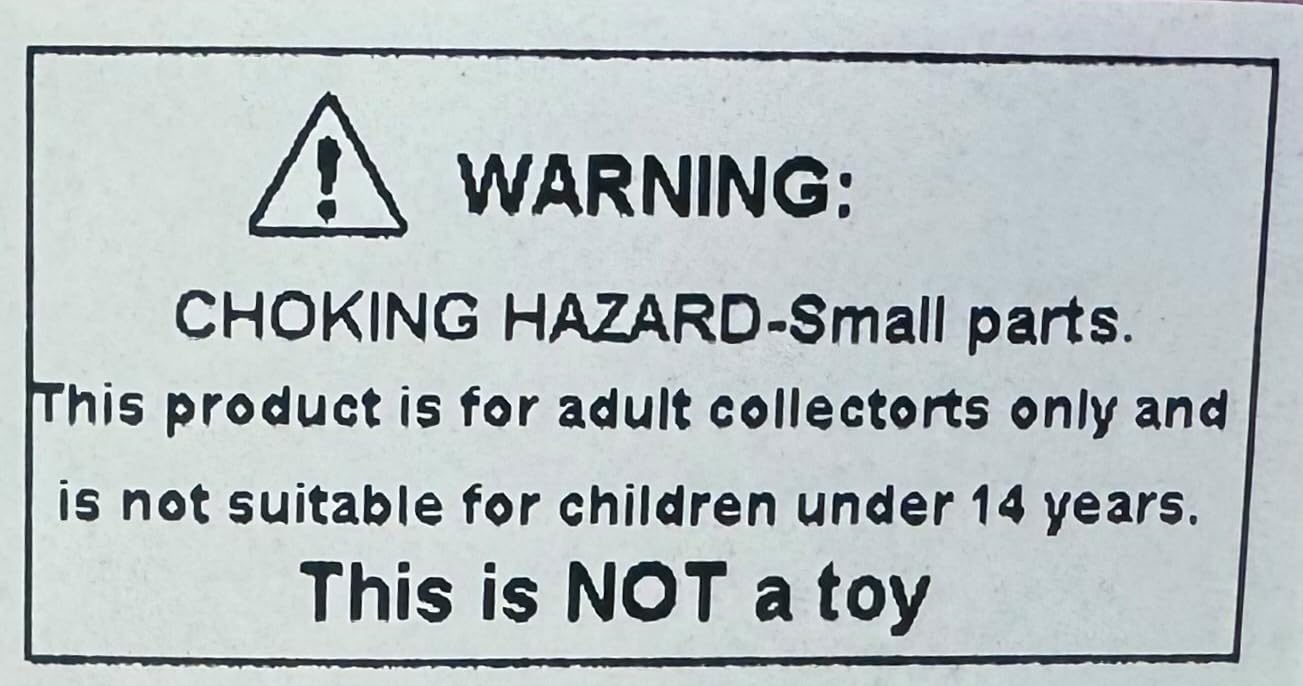 WARNING:
CHOKING HAZARD-Small parts.
This product is for adult collectorts only and
is not suitable for children under 14 years.
This is NOT a toy